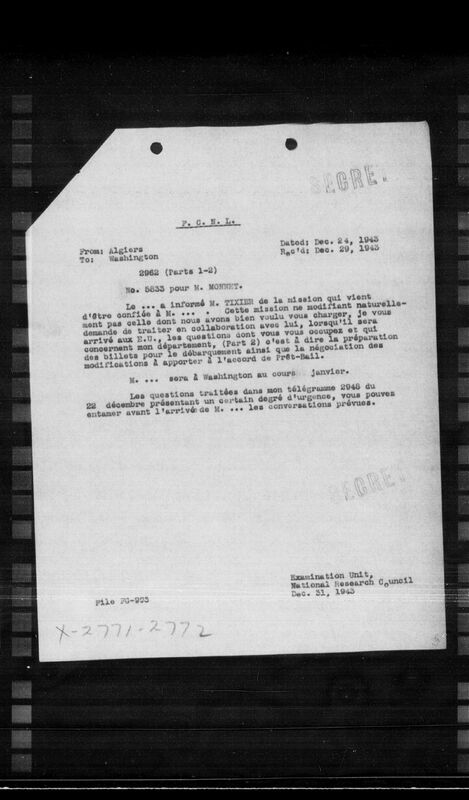 SECRET
F. C. N. L.
From: Algiers
To: Washington
Dated: Dec. 24, 1943
Rec'd: Dec. 29, 1943
2962 (Parts 1-2)
No. 5833 pour M. MONNET.
Le ... a informé M. TIXIER de la mission qui vient
d'être confiée à M. ... . Cette mission ne modifiant naturelle-
ment pas celle dont nous avons bien voulu vous charger, je vous
demande de traiter en collaboration avec lui, lorsqu'il sera
arrivé aux E.U., les questions dont vous vous occupez et qui
concernent mon département, (Part 2) c'est à dire la préparation
des billets pour le débarquement ainsi que la négociation des
modifications à apporter à l'accord de Prêt-Bail.
M. ... sera à Washington au cours janvier.
Les questions traitées dans mon télégramme 2948 du
22 décembre présentant un certain degré d'urgence, vous pouvez
entamer avant l'arrivée de M. ... les conversations prévues.
SECRET
Examination Unit,
National Research Council
Dec. 31, 1943
File FG-953
X-2771-2772